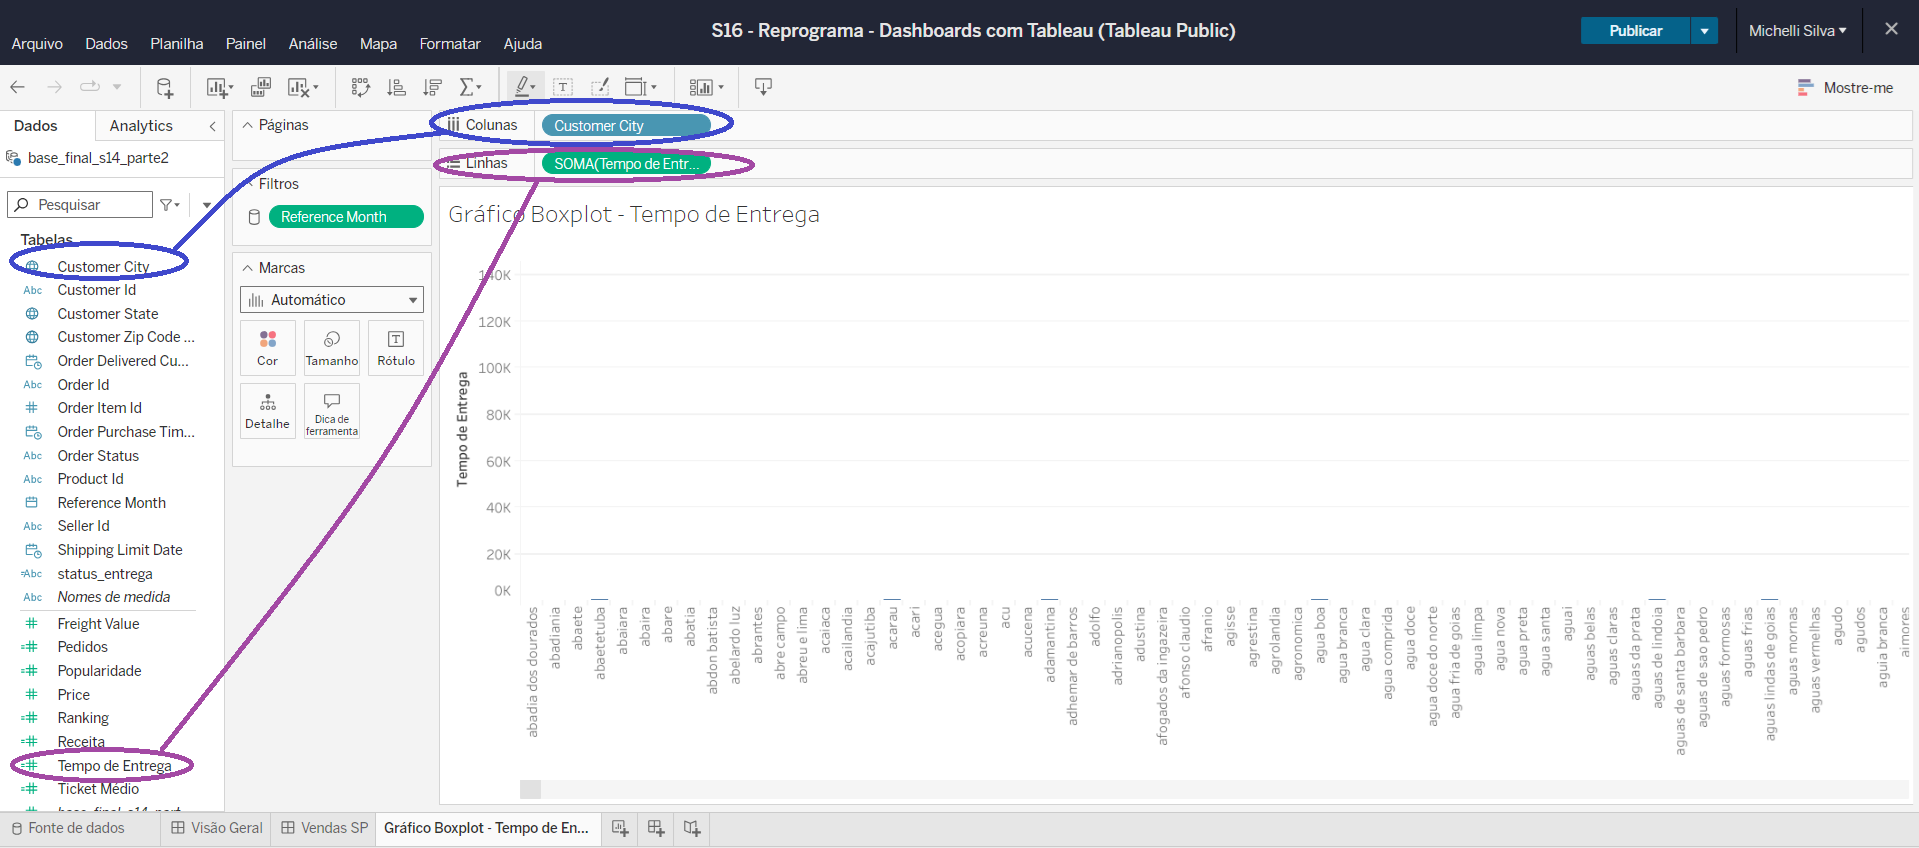 S16 - Reprograma - Dashboards com Tableau (Tableau Public)
Publicar
Michelli Silva
Arquivo Dados Planilha Painel Análise Mapa Formatar Ajuda
Mostre-me
Dados Analytics
base_final_s14_parte2
Pesquisar
Tabelas
Customer City
Abc Customer Id
Customer State
Customer Zip Code ...
Order Delivered Cu...
Abc Order Id
Order Item Id
Order Purchase Tim...
Abc Order Status
Abc Product Id
Reference Month
Abc Seller Id
Shipping Limit Date
Abc status_entrega
Abc Nomes de medida
Freight Value
Pedidos
Popularidade
Price
Ranking
Receita
Tempo de Entrega
Ticket Médio
Páginas
Filtros
Reference Month
Marcas
Automático
Cor Tamanho Rótulo
Detalhe
Dica de
ferramenta
Colunas Customer City
Linhas SOMA(Tempo de Entr...
Gráfico Boxplot - Tempo de Entrega
Tempo de Entrega
140K
120K
100K
80K
60K
40K
20K
0K
abadia dos dourados
abadiania
abaete
abaetetuba
abaiara
abaira
abare
abatia
abdon batista
abelardo luz
abrantes
abre campo
abreu e lima
acaiaca
acailandia
acajutiba
acarau
acari
acegua
acopiara
acreuna
acu
acucena
adamantina
adhemar de barros
adolfo
adrianopolis
adustina
afogados da ingazeira
afonso claudio
afranio
agisse
agrestina
agrolandia
agronomica
agua boa
agua branca
agua clara
agua comprida
agua doce
agua doce do norte
agua fria de goias
agua limpa
agua nova
agua preta
agua santa
aguai
aguas belas
aguas claras
aguas da prata
aguas de lindoia
aguas de santa barbara
aguas de sao pedro
aguas formosas
aguas frias
aguas lindas de goias
aguas mornas
aguas vermelhas
agudo
agudos
aguia branca
aimores
Fonte de dados Visão Geral Vendas SP Gráfico Boxplot - Tempo de En...